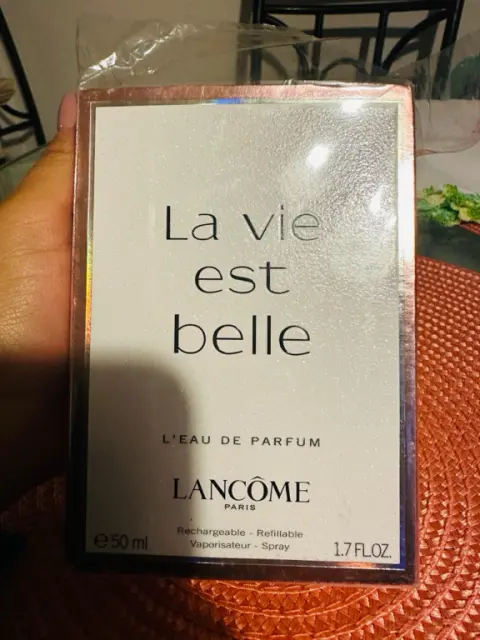 La vie
est
belle
L'EAU DE PARFUM
LANCÔME
PARIS
Rechargeable - Refillable
Vaporisateur - Spray
℮ 50 ml
1.7 FL.OZ.